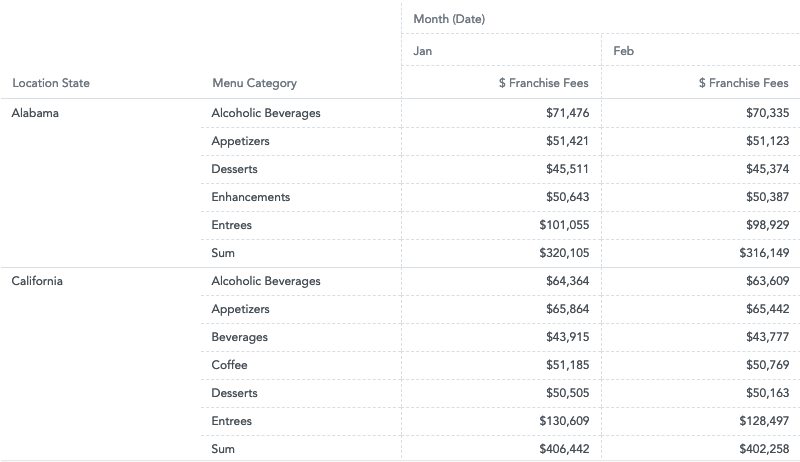 Month (Date)
Jan Feb
Location State Menu Category $ Franchise Fees $ Franchise Fees
Alabama Alcoholic Beverages $71,476 $70,335
Appetizers $51,421 $51,123
Desserts $45,511 $45,374
Enhancements $50,643 $50,387
Entrees $101,055 $98,929
Sum $320,105 $316,149
California Alcoholic Beverages $64,364 $63,609
Appetizers $65,864 $65,442
Beverages $43,915 $43,777
Coffee $51,185 $50,769
Desserts $50,505 $50,163
Entrees $130,609 $128,497
Sum $406,442 $402,258